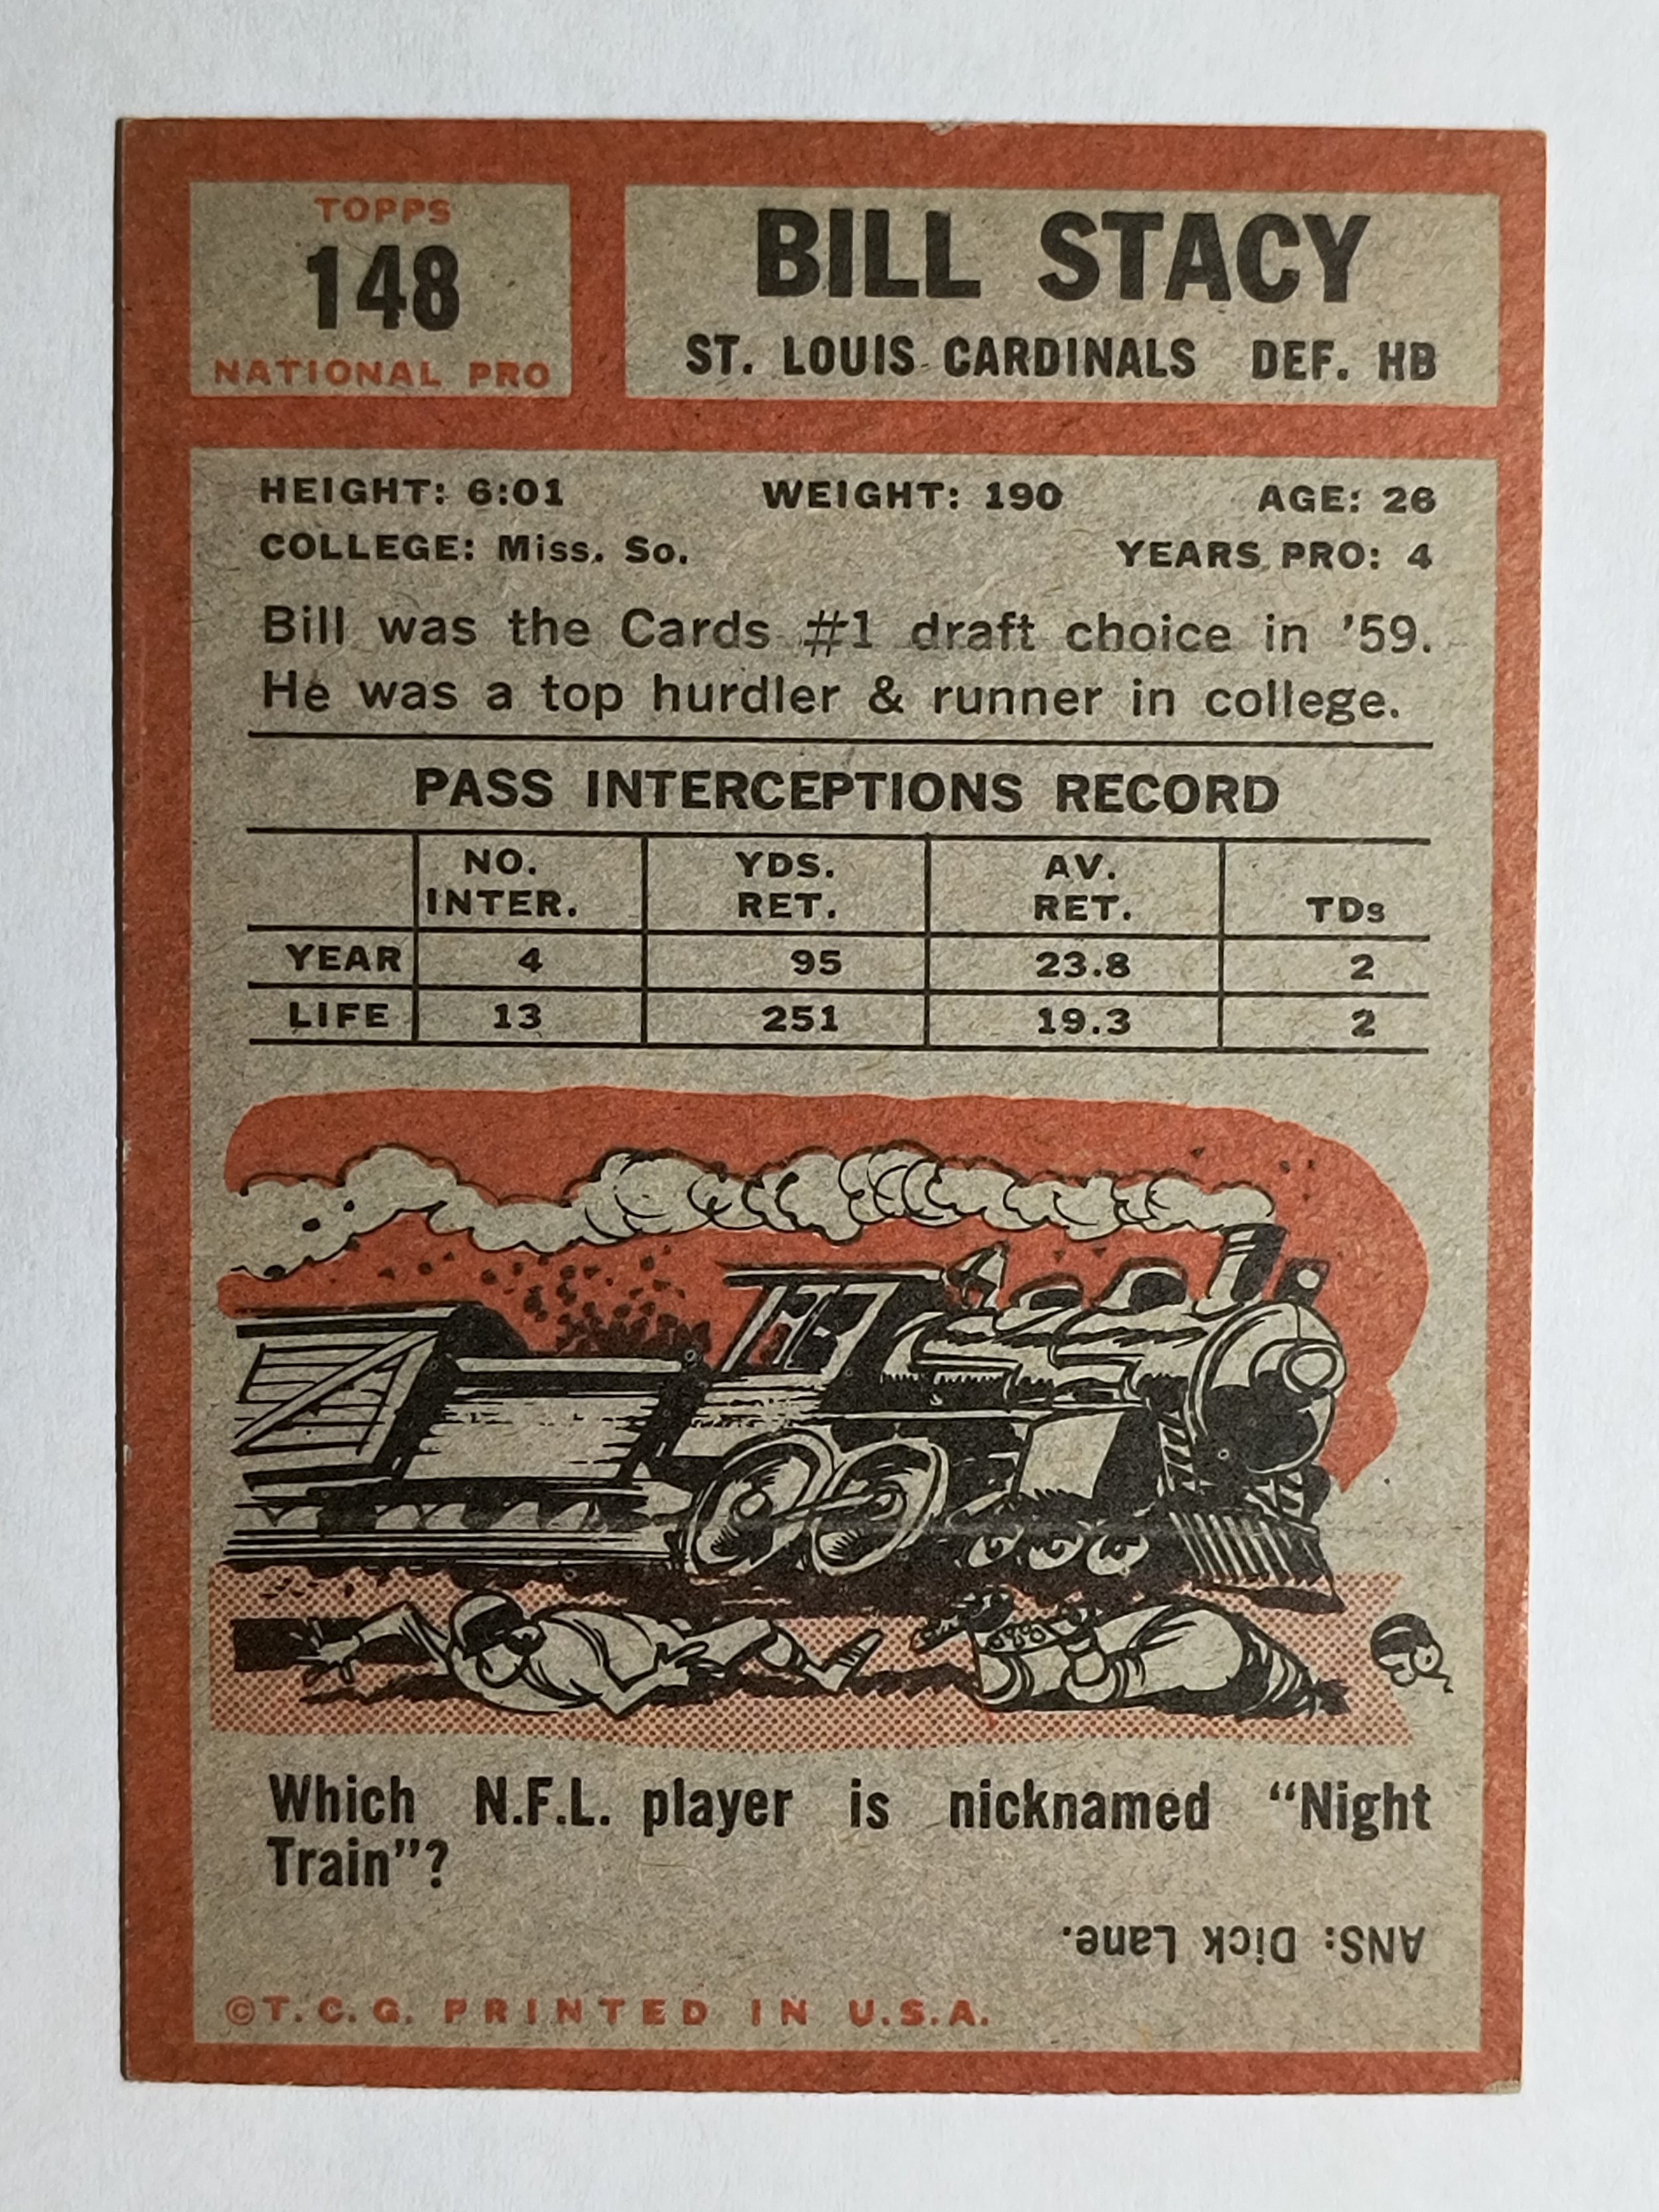 TOPPS
148
NATIONAL PRO
BILL STACY
ST. LOUIS CARDINALS DEF. HB
HEIGHT: 6:01 WEIGHT: 190 AGE: 26
COLLEGE: Miss. So. YEARS PRO: 4
Bill was the Cards #1 draft choice in '59.
He was a top hurdler & runner in college.
PASS INTERCEPTIONS RECORD
NO. YDS. AV.
INTER. RET. RET. TDs
YEAR 4 95 23.8 2
LIFE 13 251 19.3 2
Which N.F.L. player is nicknamed “Night
Train”?
ANS: Dick Lane.
©T.C.G. PRINTED IN U.S.A.